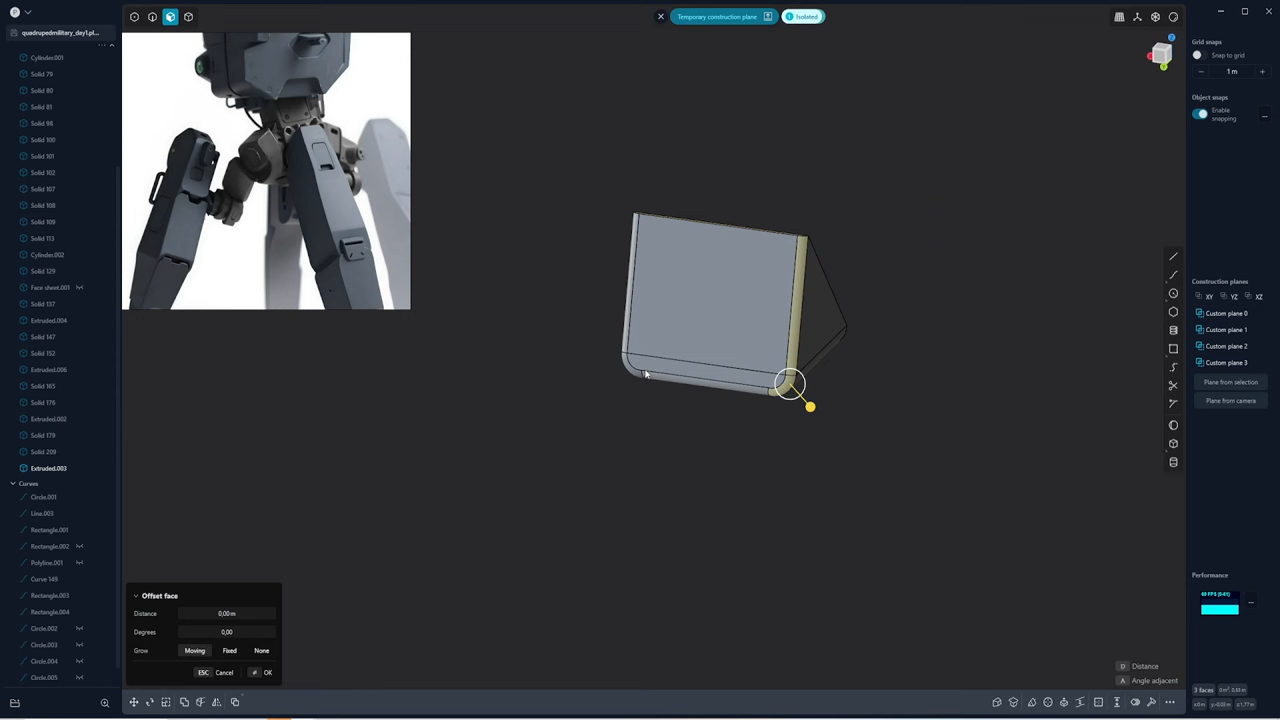 quadrupedmilitary_day1.pl...
Cylinder.001
Solid 79
Solid 80
Solid 81
Solid 98
Solid 100
Solid 101
Solid 102
Solid 107
Solid 108
Solid 109
Solid 113
Cylinder.002
Solid 129
Face sheet.001
Solid 137
Extruded.004
Solid 147
Solid 152
Extruded.006
Solid 165
Solid 176
Extruded.002
Solid 179
Solid 209
Extruded.003
Curves
Circle.001
Line.003
Rectangle.001
Rectangle.002
Polyline.001
Curve 149
Rectangle.003
Rectangle.004
Circle.002
Circle.003
Circle.004
Circle.005
Temporary construction plane
1 Isolated
Offset face
Distance 0,00 m
Degrees 0,00
Grow Moving Fixed None
ESC Cancel OK
D Distance
A Angle adjacent
Grid snaps
Snap to grid
1 m
Object snaps
Enable
snapping
Construction planes
XY YZ XZ
Custom plane 0
Custom plane 1
Custom plane 2
Custom plane 3
Plane from selection
Plane from camera
Performance
3 faces